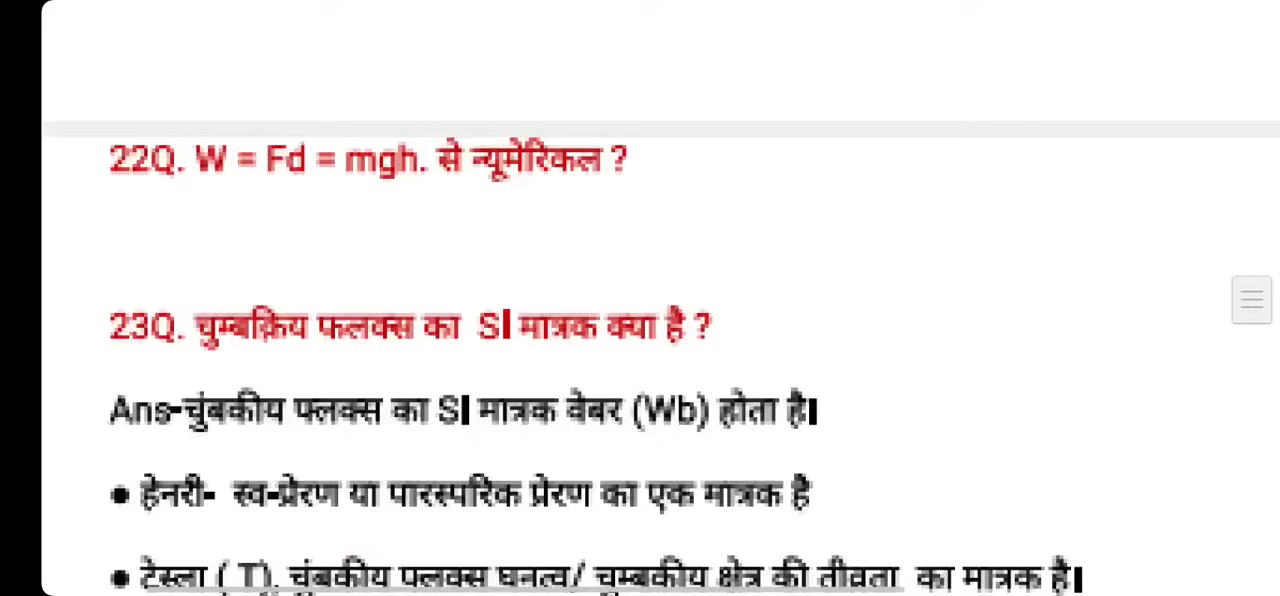 22Q. W = Fd = mgh. से न्यूमेरिकल ?
23Q. चुम्बक़िय फलक्स का SI मात्रक क्या है ?
Ans-चुंबकीय फ्लक्स का SI मात्रक वेबर (Wb) होता है।
• हेनरी- स्व-प्रेरण या पारस्परिक प्रेरण का एक मात्रक है
• टेस्ला ( T), चुंबकीय फ्लक्स घनत्व/ चुम्बकीय क्षेत्र की तीव्रता का मात्रक है।